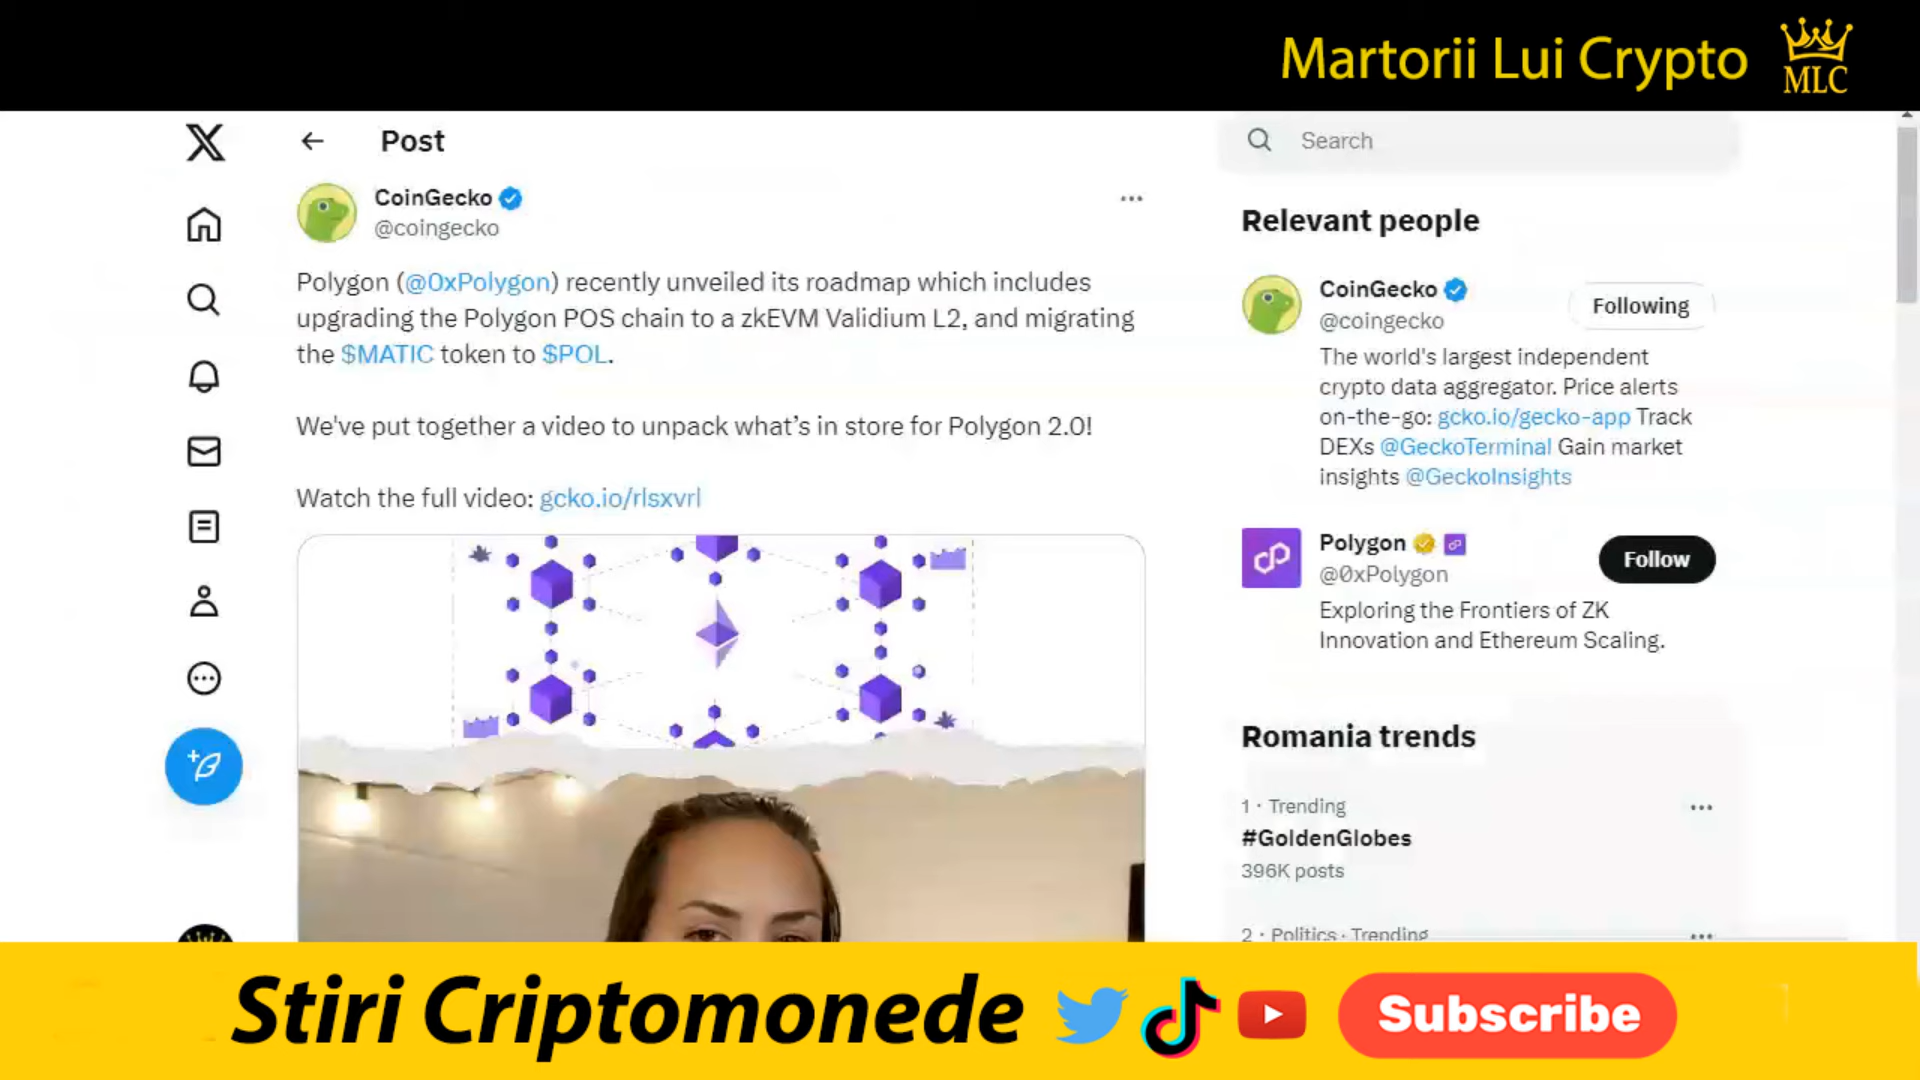 Martorii Lui Crypto
MLC
Post
Search
CoinGecko
@coingecko
Polygon (@0xPolygon) recently unveiled its roadmap which includes
upgrading the Polygon POS chain to a zkEVM Validium L2, and migrating
the $MATIC token to $POL.
We've put together a video to unpack what’s in store for Polygon 2.0!
Watch the full video: gcko.io/rlsxvrl
Relevant people
CoinGecko
@coingecko
Following
The world's largest independent
crypto data aggregator. Price alerts
on-the-go: gcko.io/gecko-app Track
DEXs @GeckoTerminal Gain market
insights @GeckoInsights
Polygon
@0xPolygon
Follow
Exploring the Frontiers of ZK
Innovation and Ethereum Scaling.
Romania trends
1 · Trending
#GoldenGlobes
396K posts
2 · Politics · Trending
Stiri Criptomonede
Subscribe